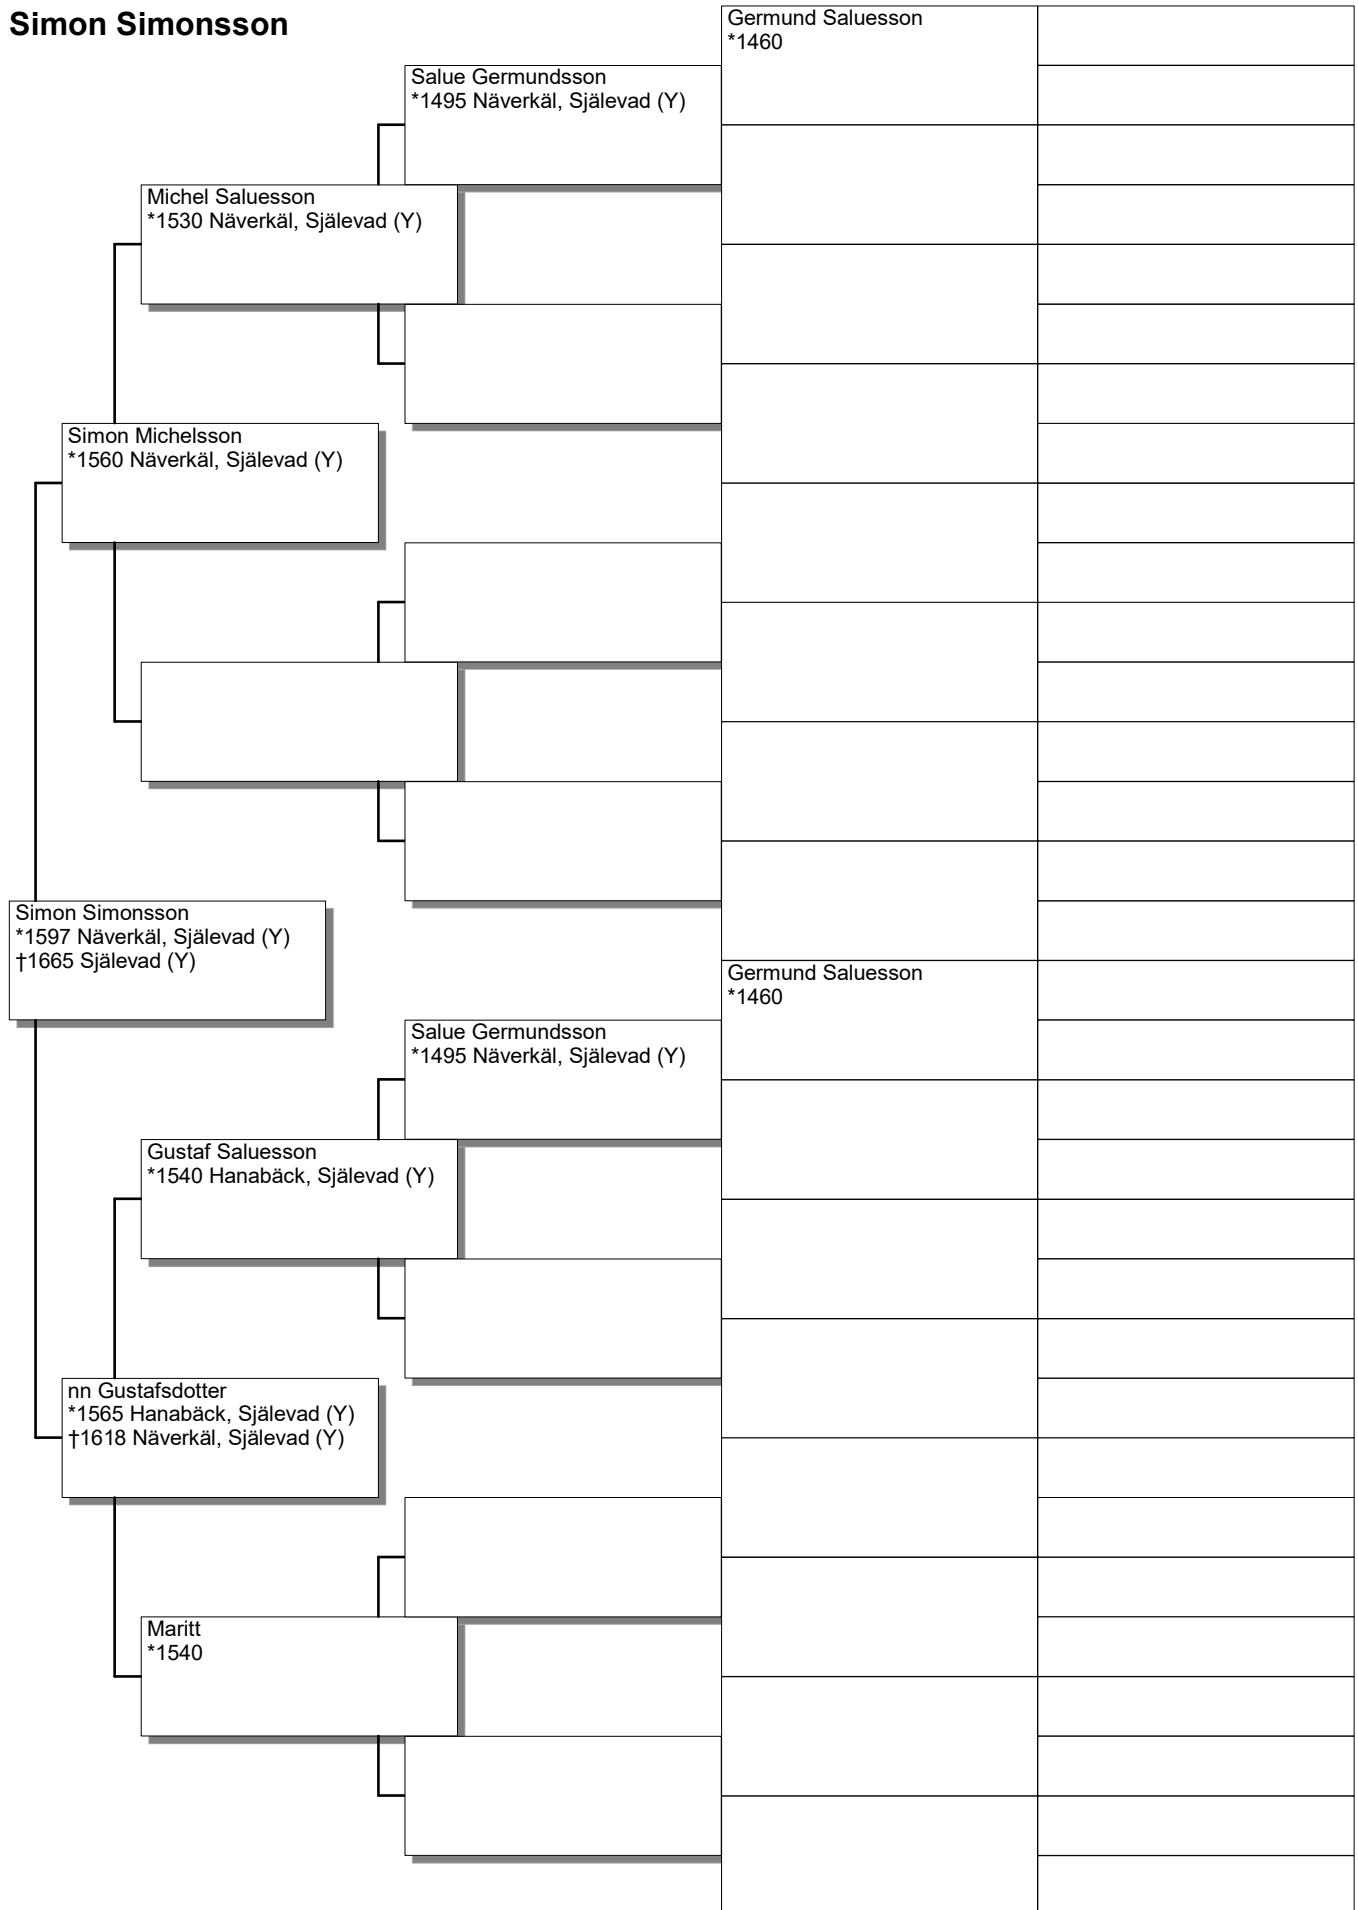 Simon Simonsson
Germund Saluesson
*1460
Salue Germundsson
*1495 Näverkäl, Själevad (Y)
Michel Saluesson
*1530 Näverkäl, Själevad (Y)
Simon Michelsson
*1560 Näverkäl, Själevad (Y)
Simon Simonsson
*1597 Näverkäl, Själevad (Y)
†1665 Själevad (Y)
Germund Saluesson
*1460
Salue Germundsson
*1495 Näverkäl, Själevad (Y)
Gustaf Saluesson
*1540 Hanabäck, Själevad (Y)
nn Gustafsdotter
*1565 Hanabäck, Själevad (Y)
†1618 Näverkäl, Själevad (Y)
Maritt
*1540